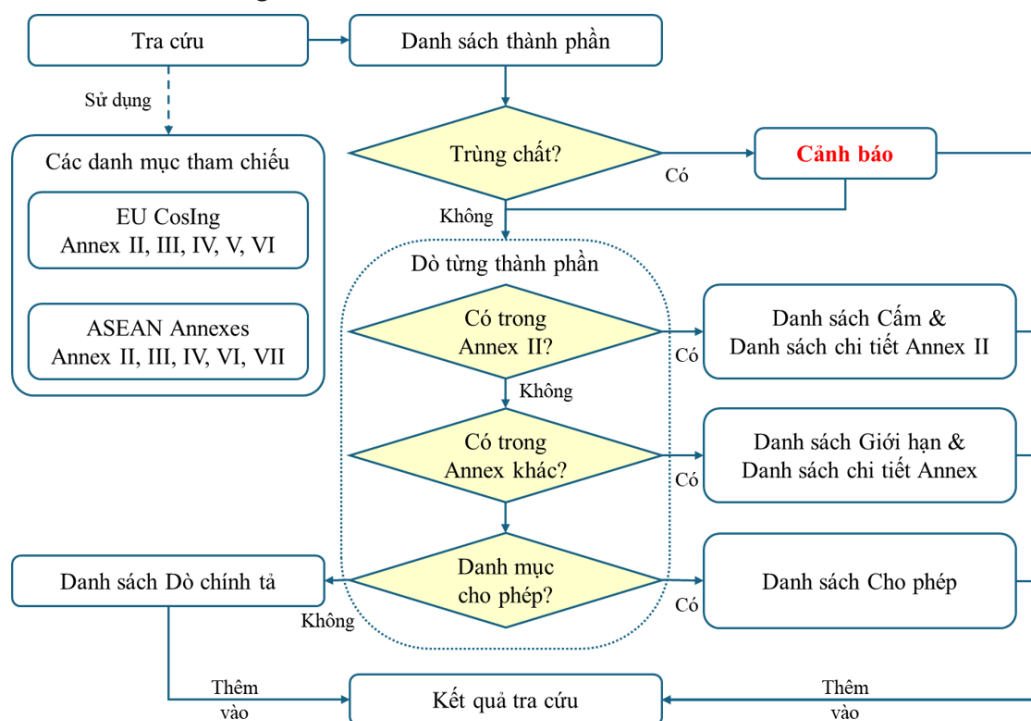 Tra cứu
Danh sách thành phần
Sử dụng
Trùng chất?
Có
Cảnh báo
Các danh mục tham chiếu
EU CosIng
Annex II, III, IV, V, VI
ASEAN Annexes
Annex II, III, IV, VI, VII
Không
Dò từng thành phần
Có trong
Annex II?
Có
Danh sách Cấm &
Danh sách chi tiết Annex II
Không
Có trong
Annex khác?
Có
Danh sách Giới hạn &
Danh sách chi tiết Annex
Danh mục
cho phép?
Có
Danh sách Cho phép
Không
Danh sách Dò chính tả
Thêm
vào
Kết quả tra cứu
Thêm
vào